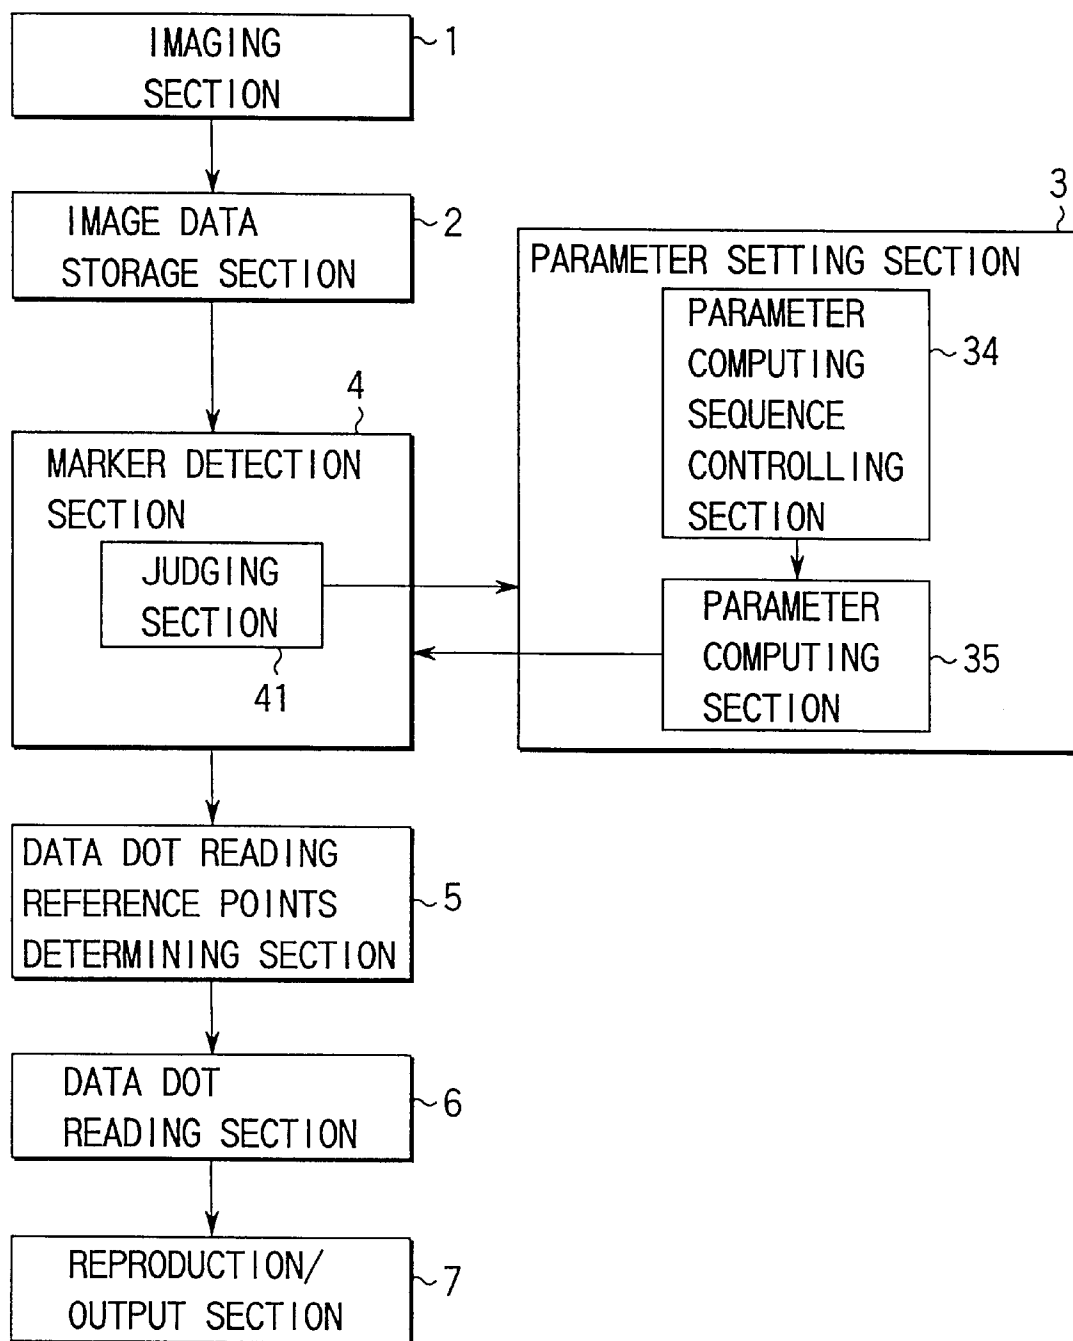 IMAGING
SECTION
1
IMAGE DATA
STORAGE SECTION
2
3
PARAMETER SETTING SECTION
PARAMETER
COMPUTING
SEQUENCE
CONTROLLING
SECTION
34
PARAMETER
COMPUTING
SECTION
35
4
MARKER DETECTION
SECTION
JUDGING
SECTION
41
DATA DOT READING
REFERENCE POINTS
DETERMINING SECTION
5
DATA DOT
READING SECTION
6
REPRODUCTION/
OUTPUT SECTION
7